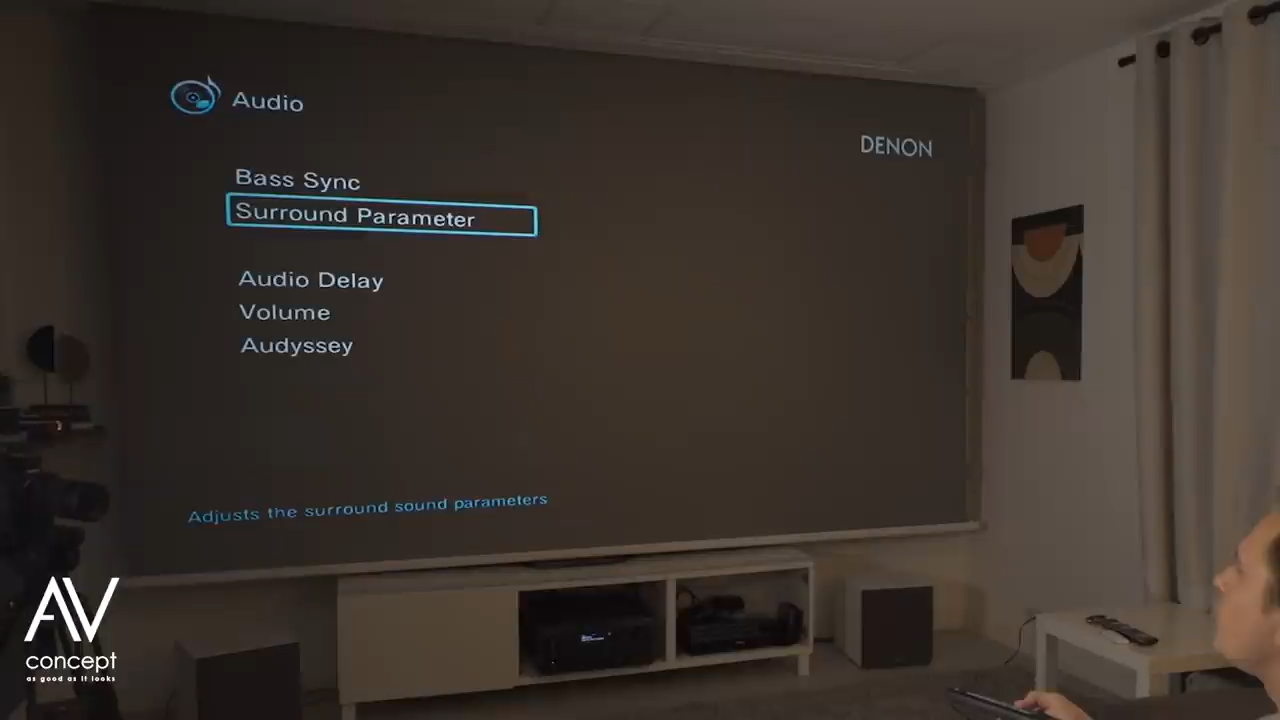 Audio
DENON
Bass Sync
Surround Parameter
Audio Delay
Volume
Audyssey
Adjusts the surround sound parameters
AV
concept
as good as it looks